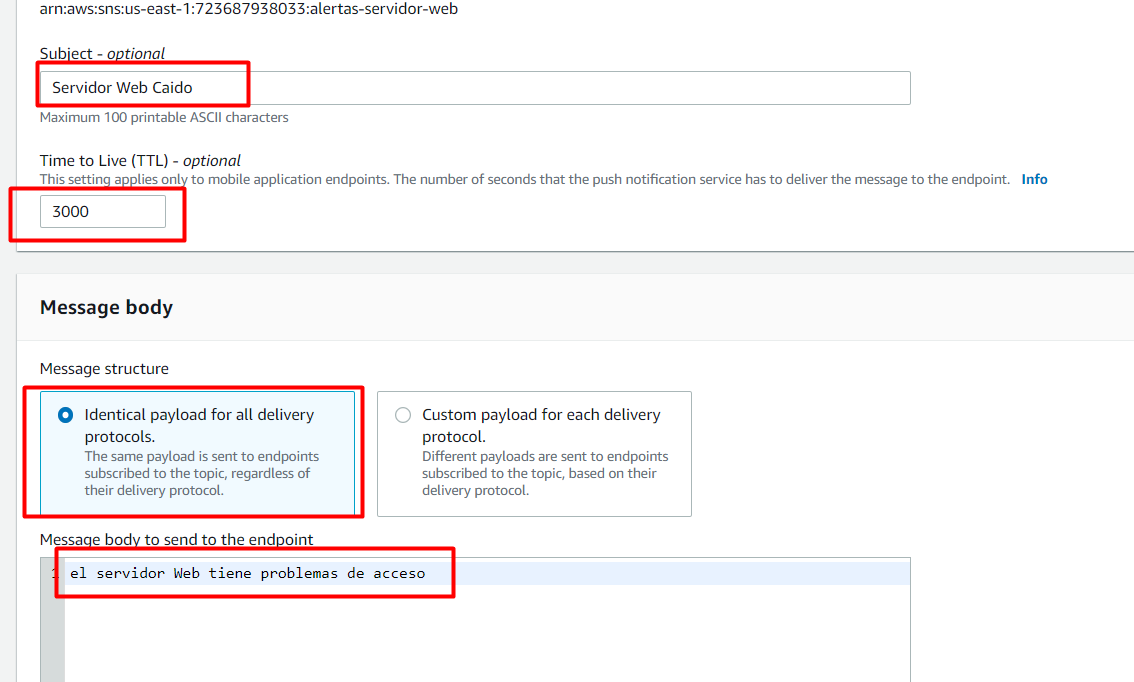 arn:aws:sns:us-east-1:723687938033:alertas-servidor-web
Subject - optional
Servidor Web Caido
Maximum 100 printable ASCII characters
Time to Live (TTL) - optional
This setting applies only to mobile application endpoints. The number of seconds that the push notification service has to deliver the message to the endpoint. Info
3000
Message body
Message structure
Identical payload for all delivery
protocols.
The same payload is sent to endpoints
subscribed to the topic, regardless of
their delivery protocol.
Custom payload for each delivery
protocol.
Different payloads are sent to endpoints
subscribed to the topic, based on their
delivery protocol.
Message body to send to the endpoint
1 el servidor Web tiene problemas de acceso